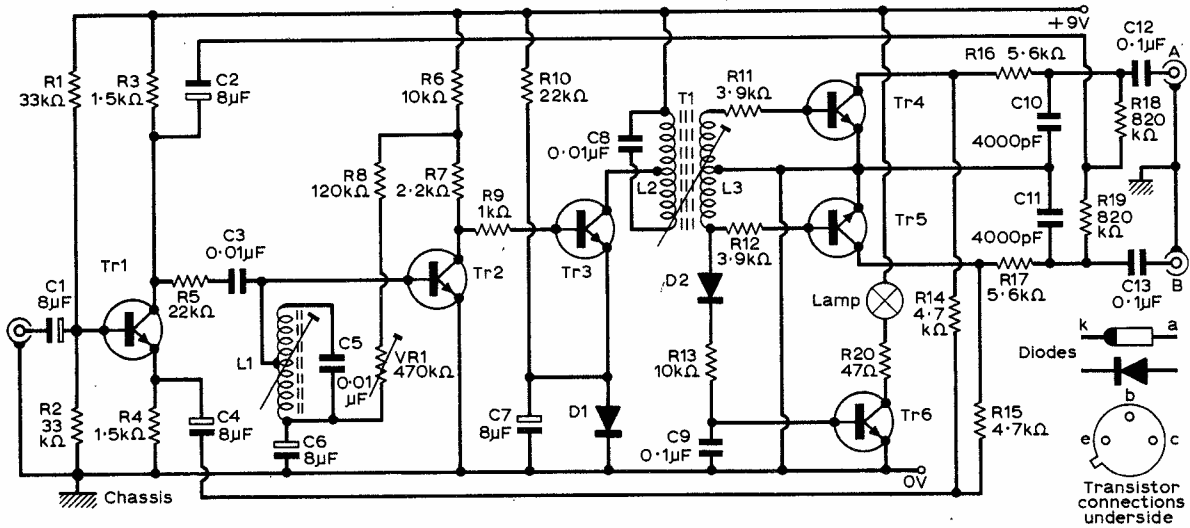 +9V
C12
0·1µF
A
R1
33kΩ
R3
1·5kΩ
C2
8µF
R6
10kΩ
R10
22kΩ
R11
3·9kΩ
T1
Tr4
R16 5·6kΩ
C10
4000pF
R18
820
kΩ
C8
0·01µF
R8
120kΩ
R7
2·2kΩ
R9
1kΩ
L2
L3
R12
3·9kΩ
Tr5
C11
4000pF
R19
820
kΩ
C3
0·01µF
Tr1
R5
22kΩ
Tr2
Tr3
D2
R17
5·6kΩ
C13
0·1µF
B
C1
8µF
Lamp
R14
4·7
kΩ
L1
C5
0·01
µF
VR1
470kΩ
R13
10kΩ
R20
47Ω
k
a
Diodes
R2
33
kΩ
R4
1·5kΩ
C4
8µF
C6
8µF
C7
8µF
D1
C9
0·1µF
Tr6
R15
4·7kΩ
b
e
c
0V
Chassis
Transistor
connections
underside